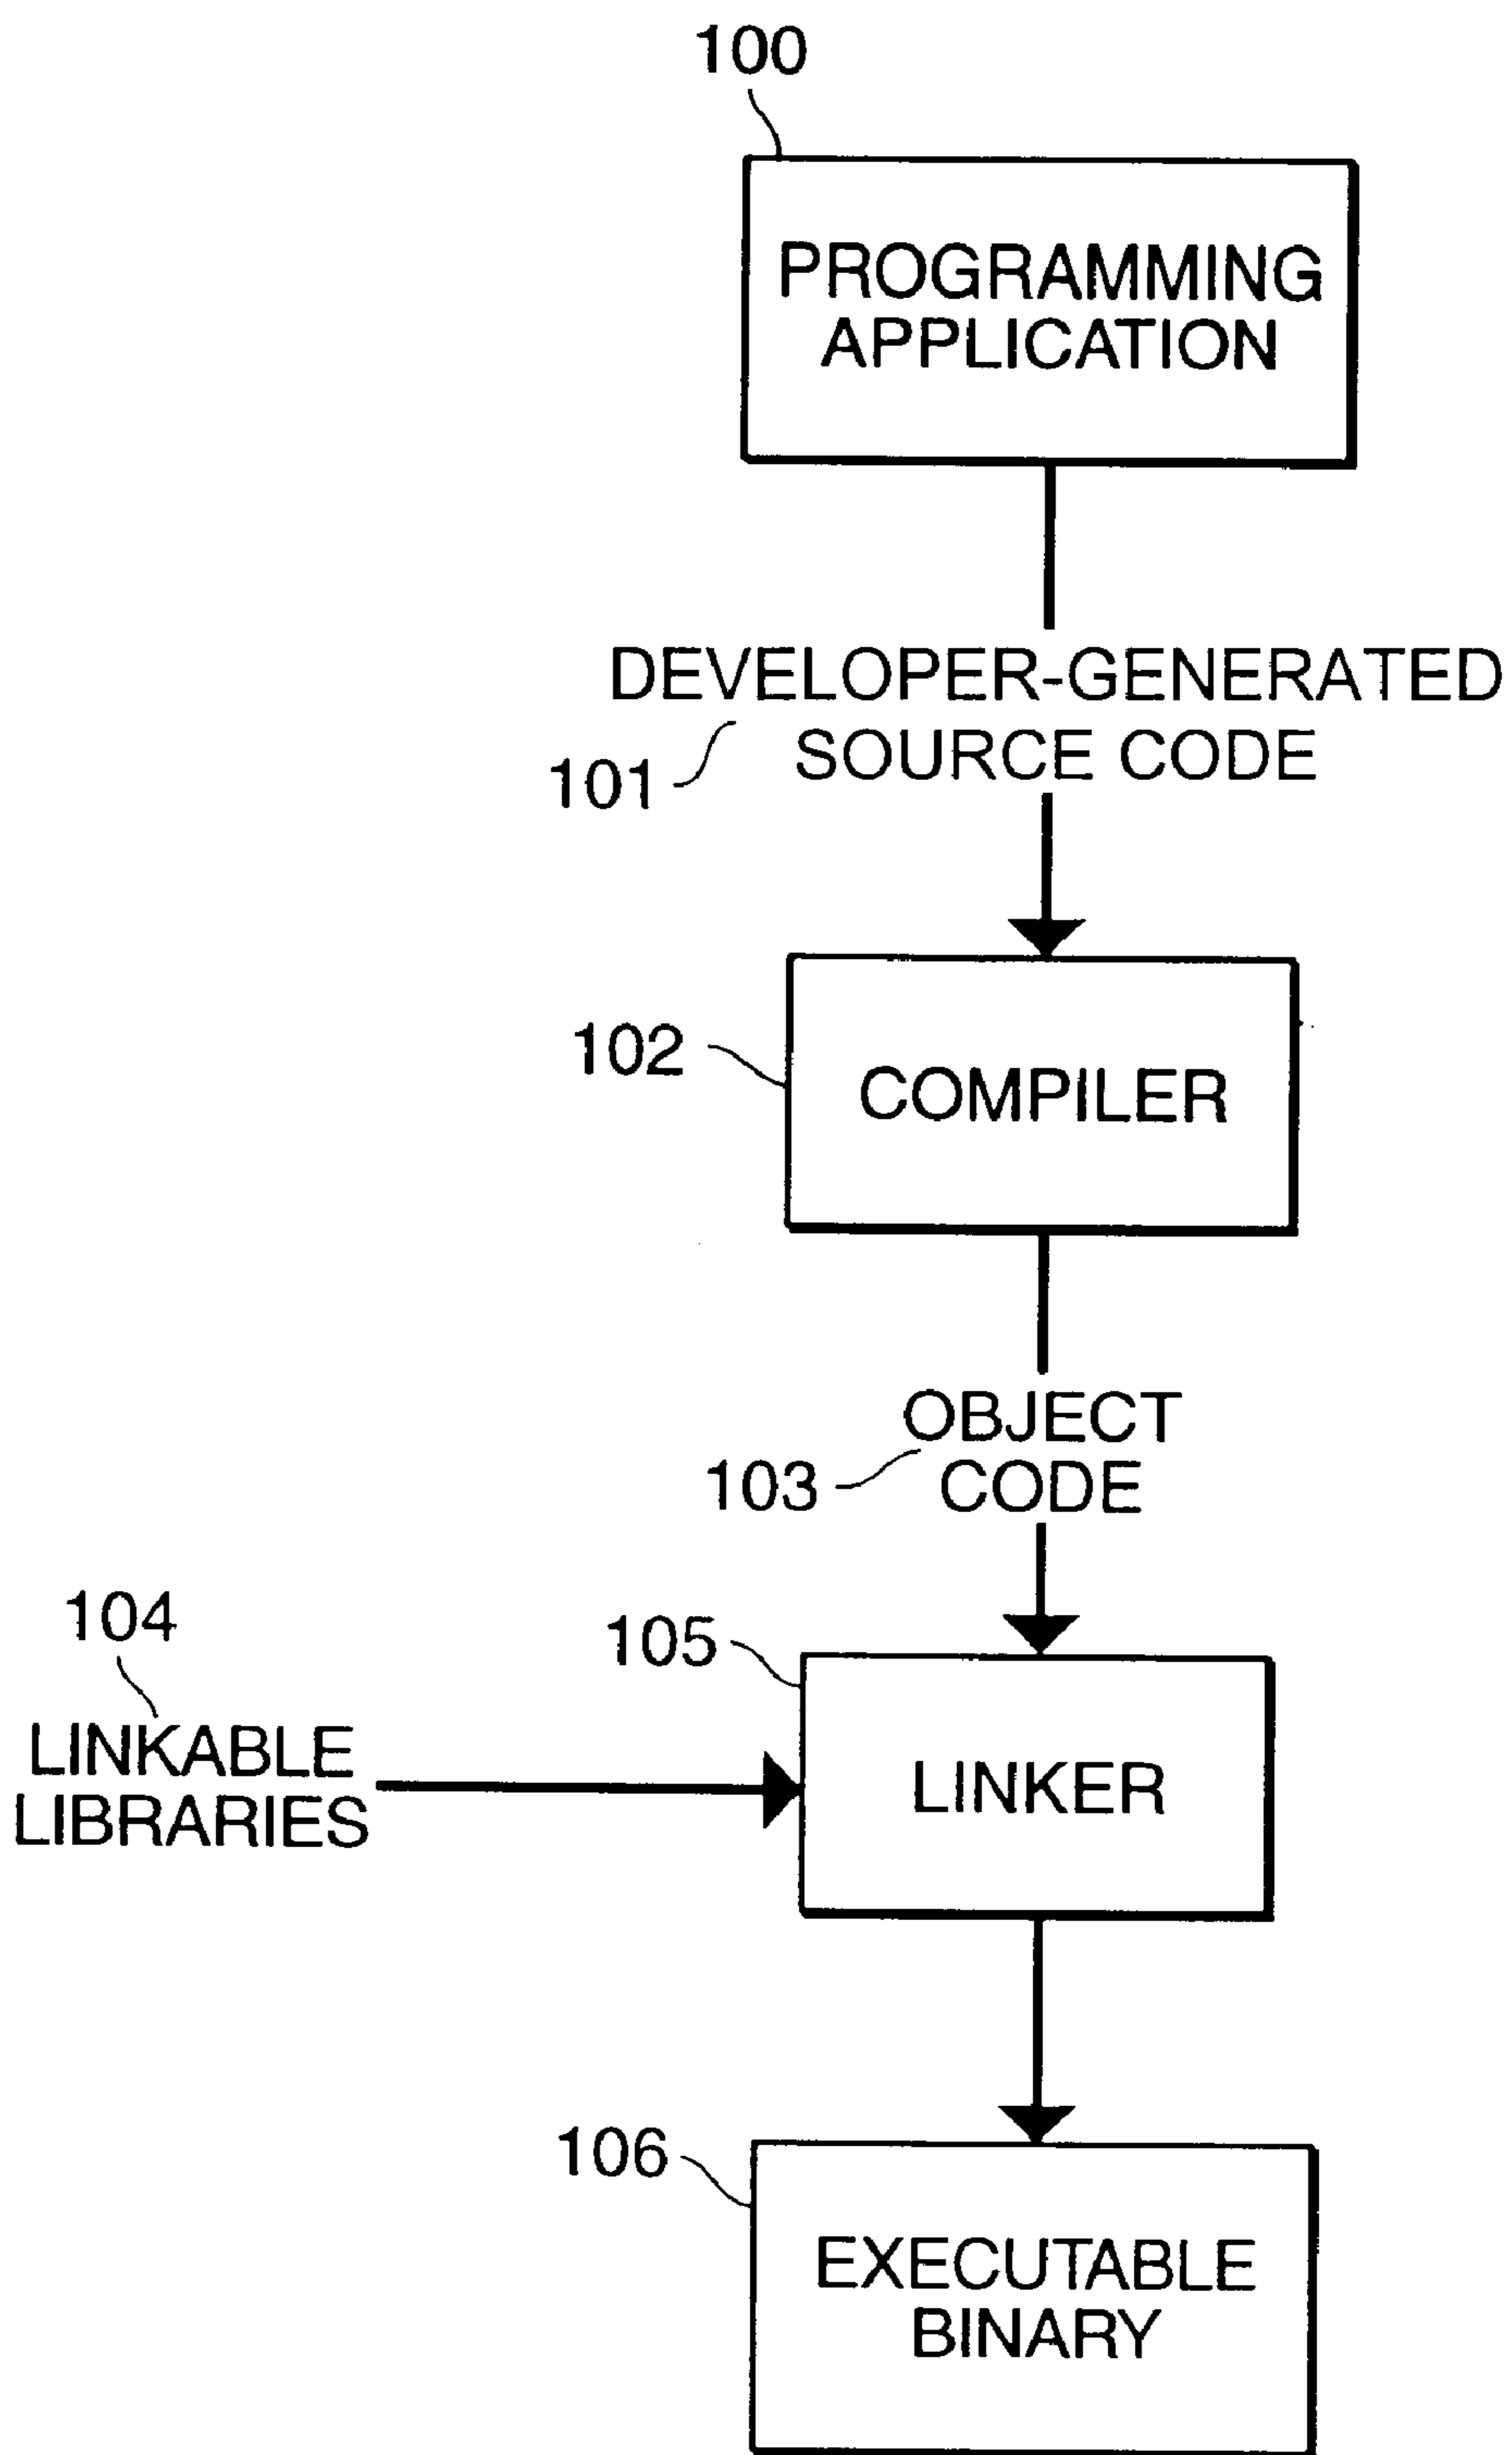 100
PROGRAMMING
APPLICATION
DEVELOPER-GENERATED
SOURCE CODE
101
102
COMPILER
OBJECT
CODE
103
104
LINKABLE
LIBRARIES
105
LINKER
106
EXECUTABLE
BINARY